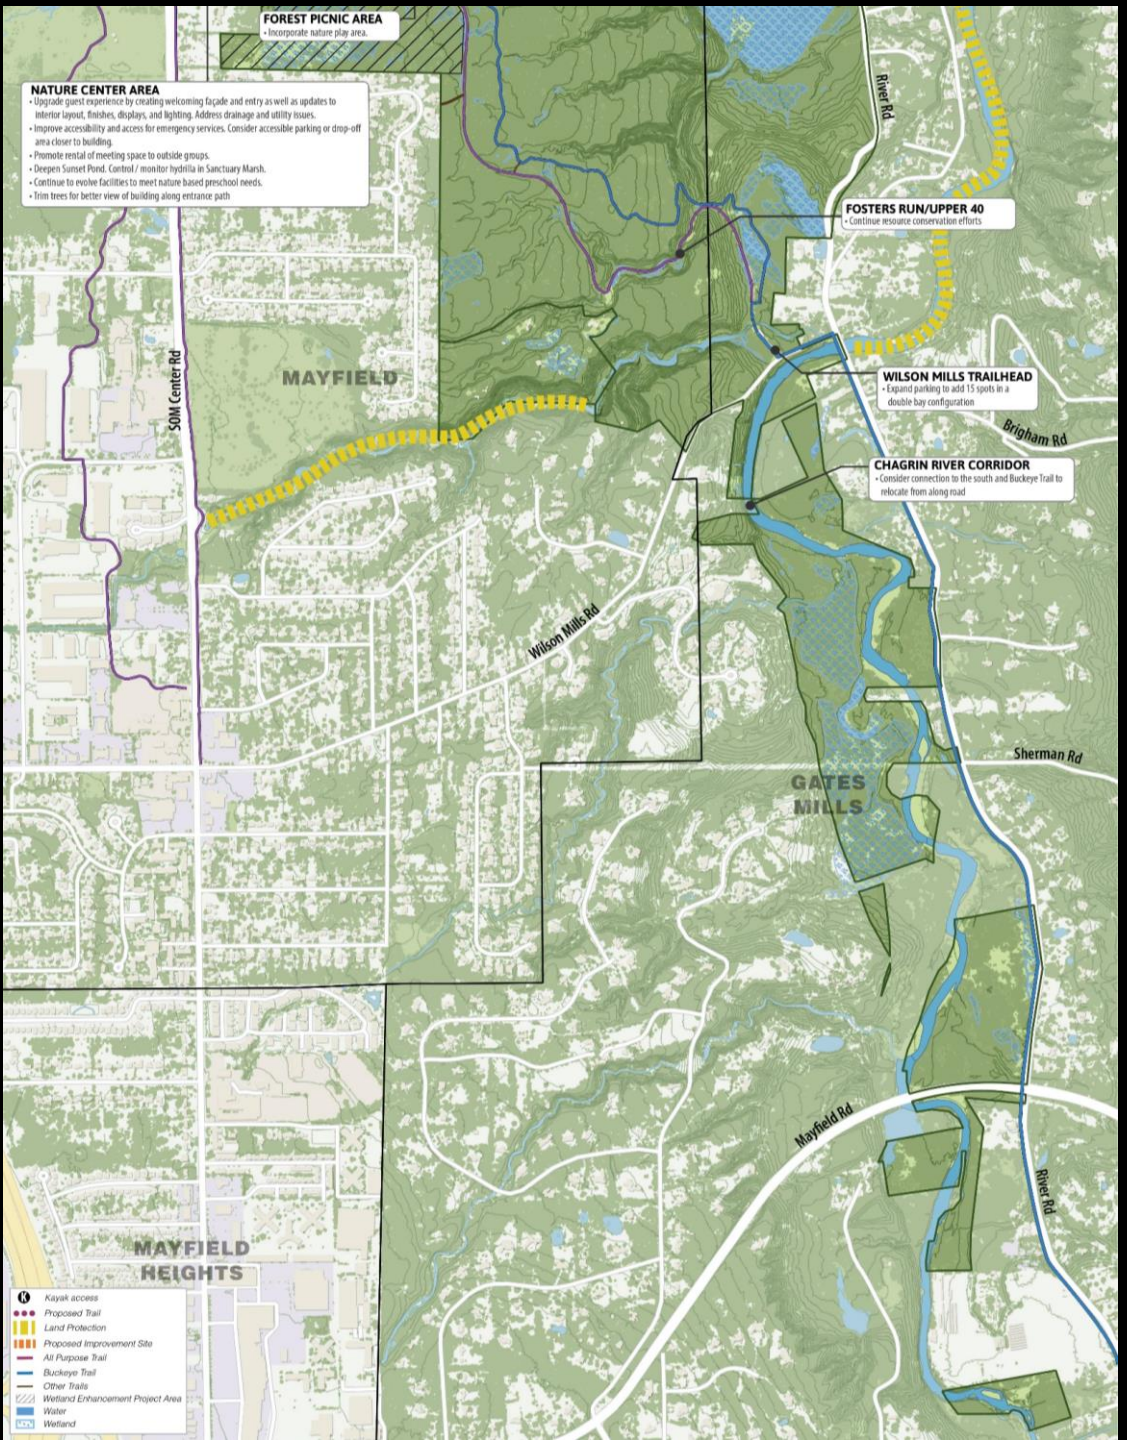 FOREST PICNIC AREA
• Incorporate nature play area.
NATURE CENTER AREA
• Upgrade guest experience by creating welcoming façade and entry as well as updates to
interior layout, finishes, displays, and lighting. Address drainage and utility issues.
• Improve accessibility and access for emergency services. Consider accessible parking or drop-off
area closer to building.
• Promote rental of meeting space to outside groups.
• Deepen Sunset Pond. Control / monitor hydrilla in Sanctuary Marsh.
• Continue to evolve facilities to meet nature based preschool needs.
• Trim trees for better view of building along entrance path
River Rd
FOSTERS RUN/UPPER 40
• Continue resource conservation efforts
SOM Center Rd
MAYFIELD
WILSON MILLS TRAILHEAD
• Expand parking to add 15 spots in a
double bay configuration
Brigham Rd
CHAGRIN RIVER CORRIDOR
• Consider connection to the south and Buckeye Trail to
relocate from along road
Wilson Mills Rd
Sherman Rd
GATES
MILLS
Mayfield Rd
River Rd
MAYFIELD
HEIGHTS
K Kayak access
Proposed Trail
Land Protection
Proposed Improvement Site
All Purpose Trail
Buckeye Trail
Other Trails
Wetland Enhancement Project Area
Water
Wetland